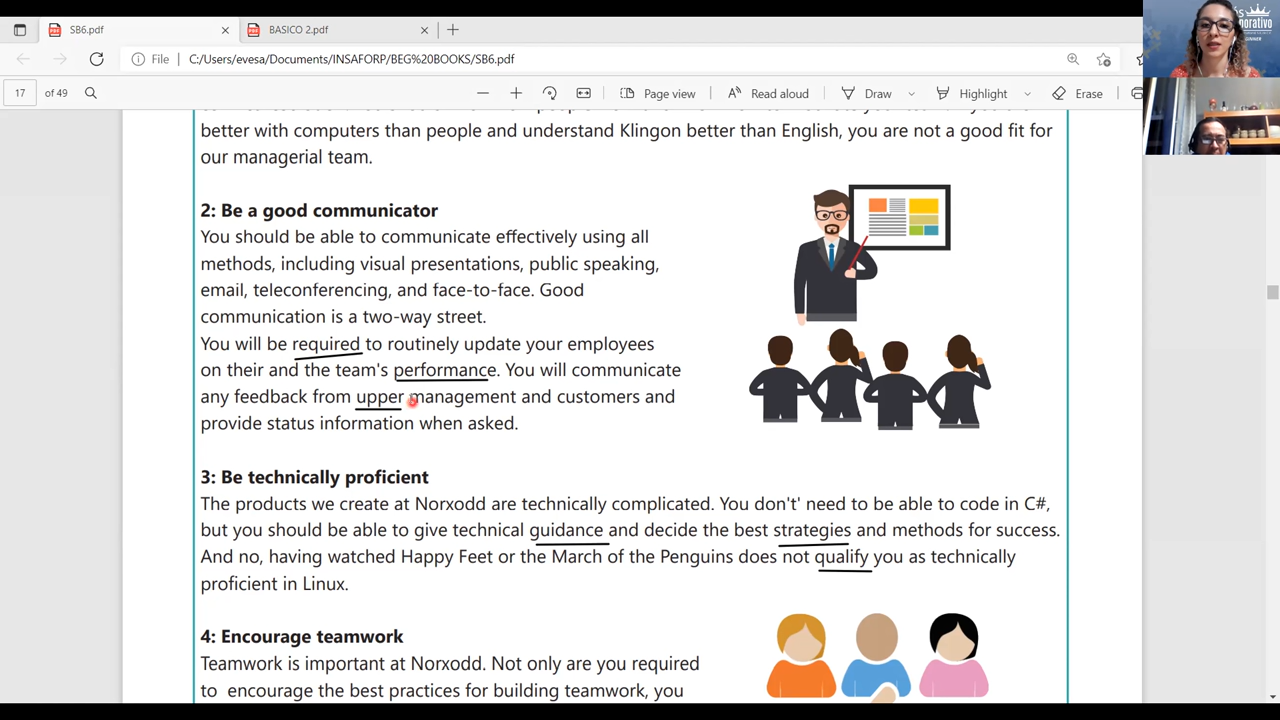 SB6.pdf
BASICO 2.pdf
File
C:/Users/evesa/Documents/INSAFORP/BEG%20BOOKS/SB6.pdf
17 of 49
Page view
Read aloud
Draw
Highlight
Erase
better with computers than people and understand Klingon better than English, you are not a good fit for
our managerial team.
2: Be a good communicator
You should be able to communicate effectively using all
methods, including visual presentations, public speaking,
email, teleconferencing, and face-to-face. Good
communication is a two-way street.
You will be required to routinely update your employees
on their and the team's performance. You will communicate
any feedback from upper management and customers and
provide status information when asked.
3: Be technically proficient
The products we create at Norxodd are technically complicated. You don't' need to be able to code in C#,
but you should be able to give technical guidance and decide the best strategies and methods for success.
And no, having watched Happy Feet or the March of the Penguins does not qualify you as technically
proficient in Linux.
4: Encourage teamwork
Teamwork is important at Norxodd. Not only are you required
to encourage the best practices for building teamwork, you